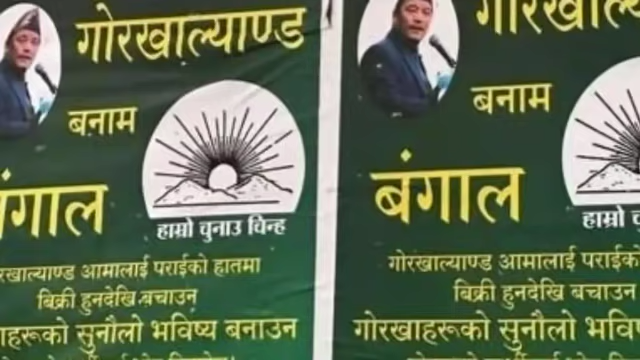 गोरखाल्याण्ड
बनाम
बंगाल
हाम्रो चुनाउ चिन्ह
गोरखाल्याण्ड आमालाई पराईको हातमा
बिक्री हुनदेखि बचाउन
गोरखाहरूको सुनौलो भविष्य बनाउन
बनाम
बंगाल
हाम्रो
गोरखाल्याण्ड आमालाई पराईको
बिक्री हुनदेखि बचाउन
गोरखाहरूको सुनौलो भविष्य